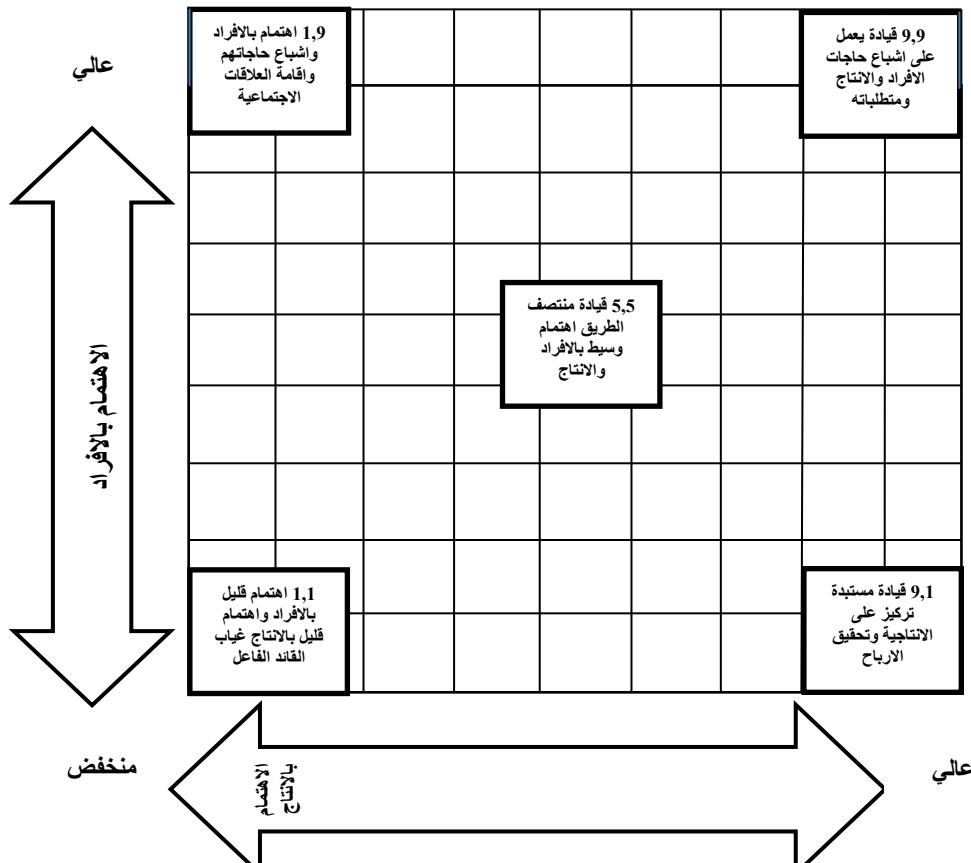 عالي
1,9 اهتمام بالافراد
واشباع حاجاتهم
واقامة العلاقات
الاجتماعية
9,9 قيادة يعمل
على اشباع حاجات
الافراد والانتاج
ومتطلباته
5,5 قيادة منتصف
الطريق اهتمام
وسيط بالافراد
والانتاج
الاهتمام بالافراد
1,1 اهتمام قليل
بالافراد واهتمام
قليل بالانتاج غياب
القائد الفاعل
9,1 قيادة مستبدة
تركيز على
الانتاجية وتحقيق
الارباح
منخفض
الاهتمام
بالانتاج
عالي